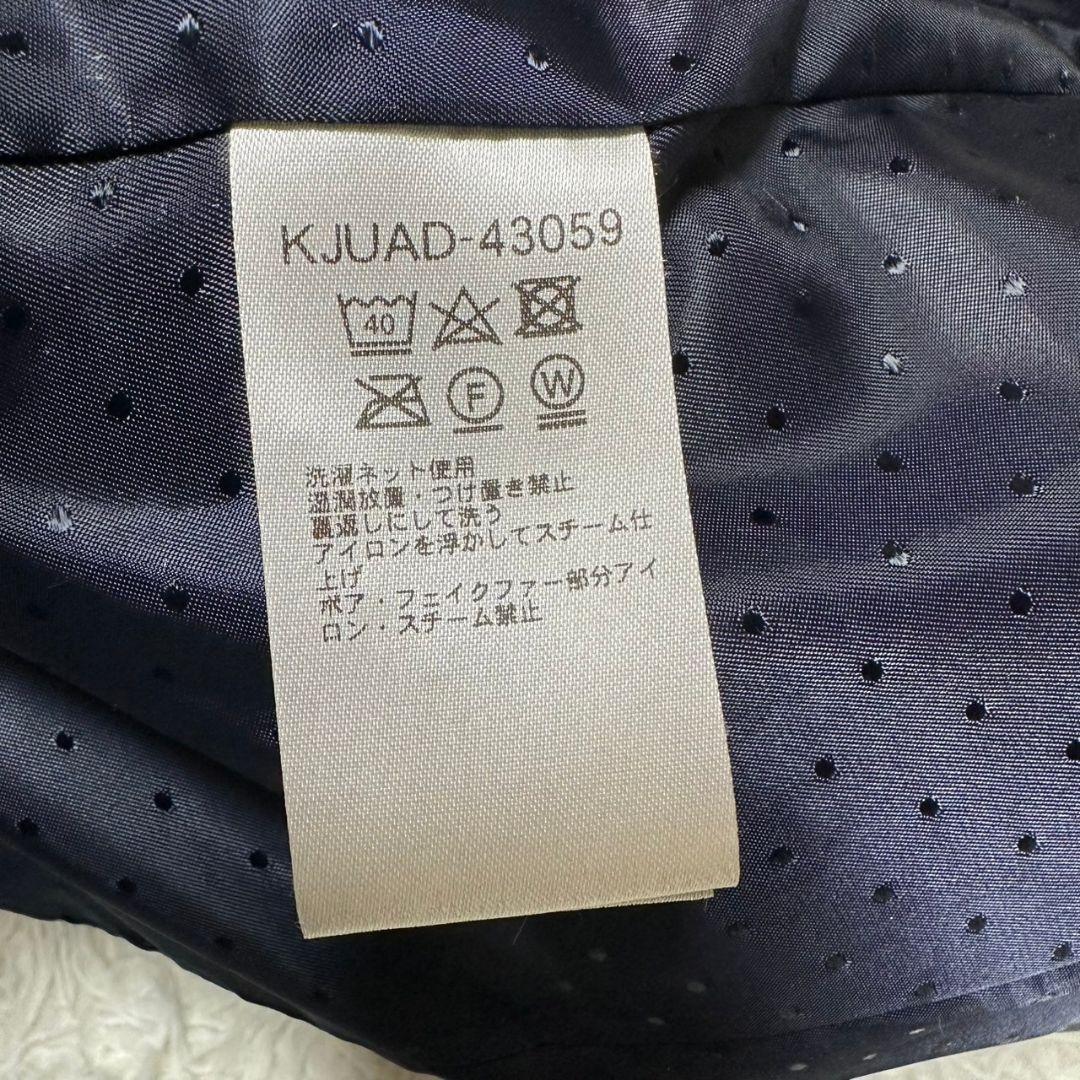 KJUAD-43059
40
F W
洗濯ネット使用
湿潤放置・つけ置き禁止
裏返しにして洗う
アイロンを浮かしてスチーム仕
上げ
ボア・フェイクファー部分アイ
ロン・スチーム禁止